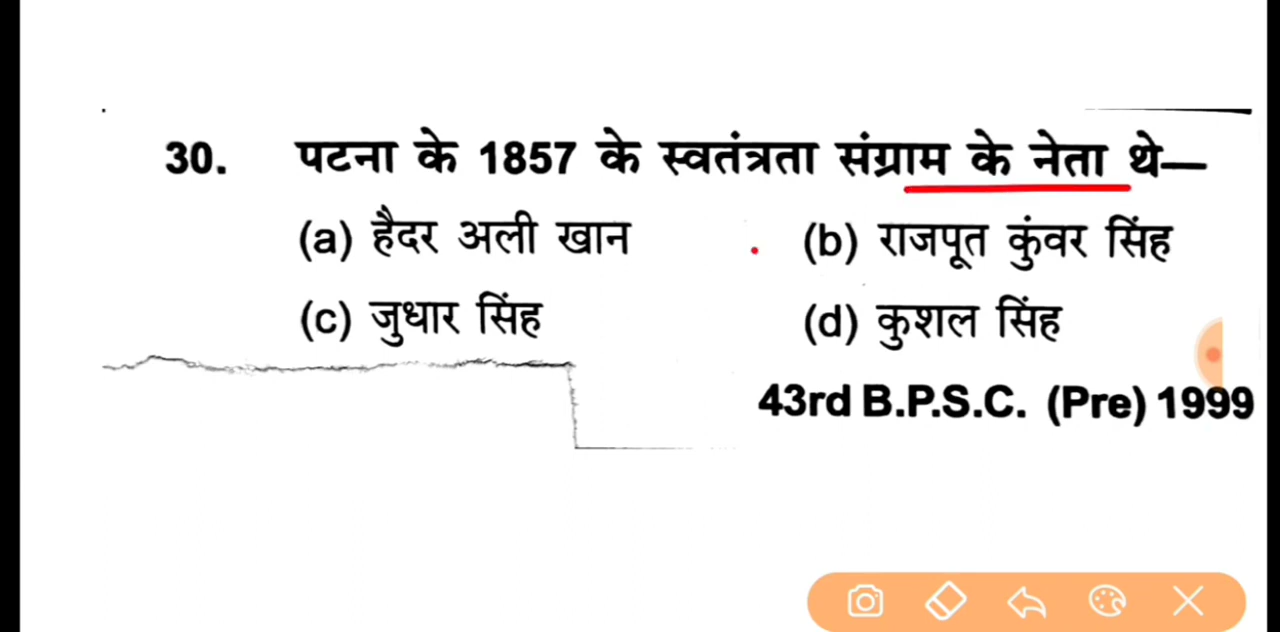 30. पटना के 1857 के स्वतंत्रता संग्राम के नेता थे—
(a) हैदर अली खान (b) राजपूत कुंवर सिंह
(c) जुधार सिंह (d) कुशल सिंह
43rd B.P.S.C. (Pre) 1999